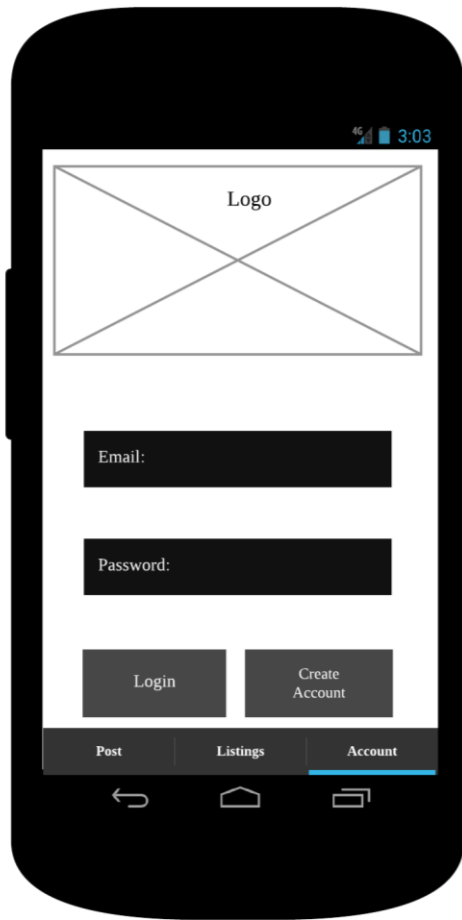 4G 3:03
Logo
Email:
Password:
Login
Create
Account
Post Listings Account